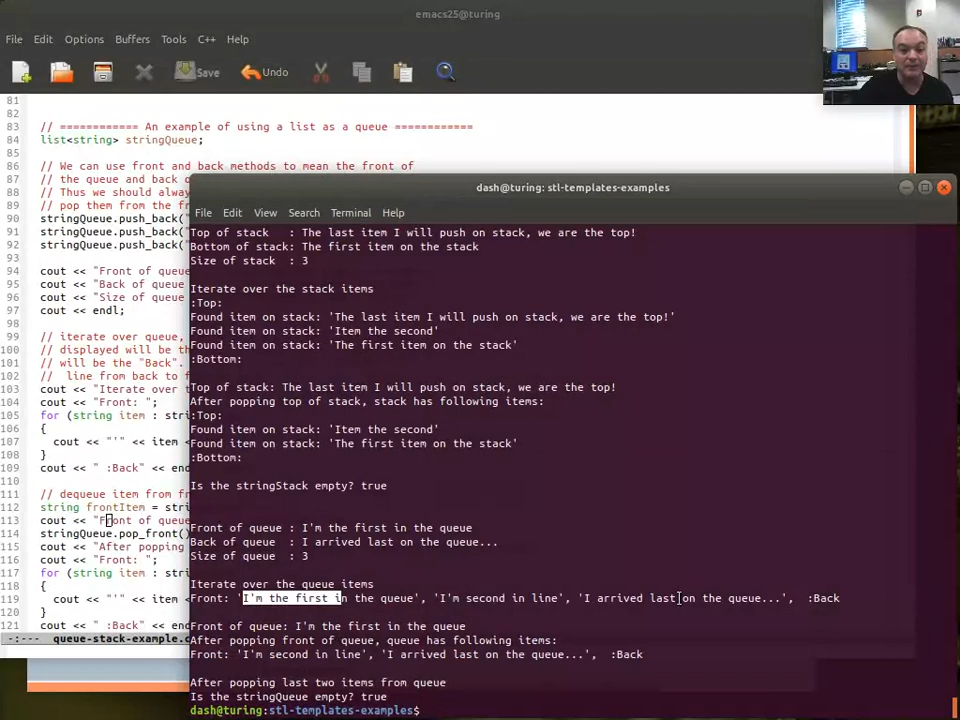 emacs25@turing
File Edit Options Buffers Tools C++ Help
Save Undo
81
82
83 // ============ An example of using a list as a queue ============
84 list<string> stringQueue;
85
86 // We can use front and back methods to mean the front of
87 // the queue and back o
88 // Thus we should alway
89 // pop them from the fr
90 stringQueue.push_back("
91 stringQueue.push_back("
92 stringQueue.push_back("
93
94 cout << "Front of queue
95 cout << "Back of queue
96 cout << "Size of queue
97 cout << endl;
98
99 // iterate over queue,
100 // displayed will be th
101 // will be the "Back".
102 // line from back to f
103 cout << "Iterate over t
104 cout << "Front: ";
105 for (string item : stri
106 {
107 cout << "'" << item <
108 }
109 cout << " :Back" << end
110
111 // dequeue item from fr
112 string frontItem = stri
113 cout << "Front of queue
114 stringQueue.pop_front()
115 cout << "After popping
116 cout << "Front: ";
117 for (string item : stri
118 {
119 cout << "'" << item <
120 }
121 cout << " :Back" << end
-:--- queue-stack-example.c
dash@turing: stl-templates-examples
File Edit View Search Terminal Help
Top of stack : The last item I will push on stack, we are the top!
Bottom of stack: The first item on the stack
Size of stack : 3
Iterate over the stack items
:Top:
Found item on stack: 'The last item I will push on stack, we are the top!'
Found item on stack: 'Item the second'
Found item on stack: 'The first item on the stack'
:Bottom:
Top of stack: The last item I will push on stack, we are the top!
After popping top of stack, stack has following items:
:Top:
Found item on stack: 'Item the second'
Found item on stack: 'The first item on the stack'
:Bottom:
Is the stringStack empty? true
Front of queue : I'm the first in the queue
Back of queue : I arrived last on the queue...
Size of queue : 3
Iterate over the queue items
Front: 'I'm the first in the queue', 'I'm second in line', 'I arrived last on the queue...', :Back
Front of queue: I'm the first in the queue
After popping front of queue, queue has following items:
Front: 'I'm second in line', 'I arrived last on the queue...', :Back
After popping last two items from queue
Is the stringQueue empty? true
dash@turing:stl-templates-examples$